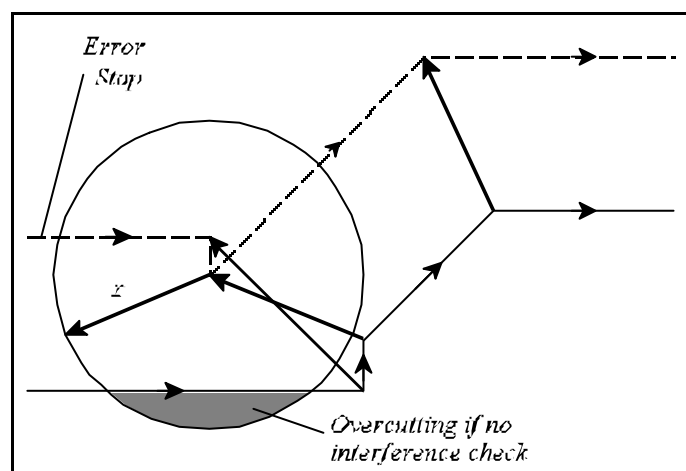 Error
Stop
r
Overcutting if no
interference check